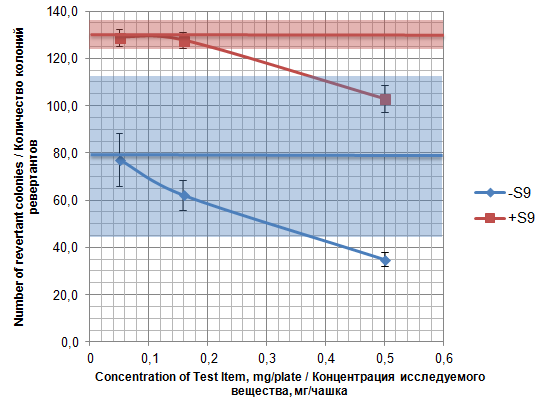 Number of revertant colonies / Количество колоний
ревертантов
140,0
120,0
100,0
80,0
60,0
40,0
20,0
0,0
0
0,1
0,2
0,3
0,4
0,5
0,6
Concentration of Test Item, mg/plate / Концентрация исследуемого
вещества, мг/чашка
-S9
+S9